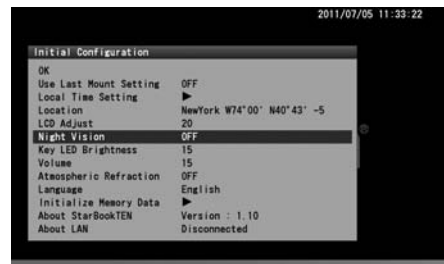 2011/07/05 11:33:22
Initial Configuration
OK
Use Last Mount Setting OFF
Local Time Setting ▶
Location NewYork W74°00' N40°43' -5
LCD Adjust 20
Night Vision OFF
Key LED Brightness 15
Volume 15
Atmospheric Refraction OFF
Language English
Initialize Memory Data ▶
About StarBookTEN Version : 1.10
About LAN Disconnected